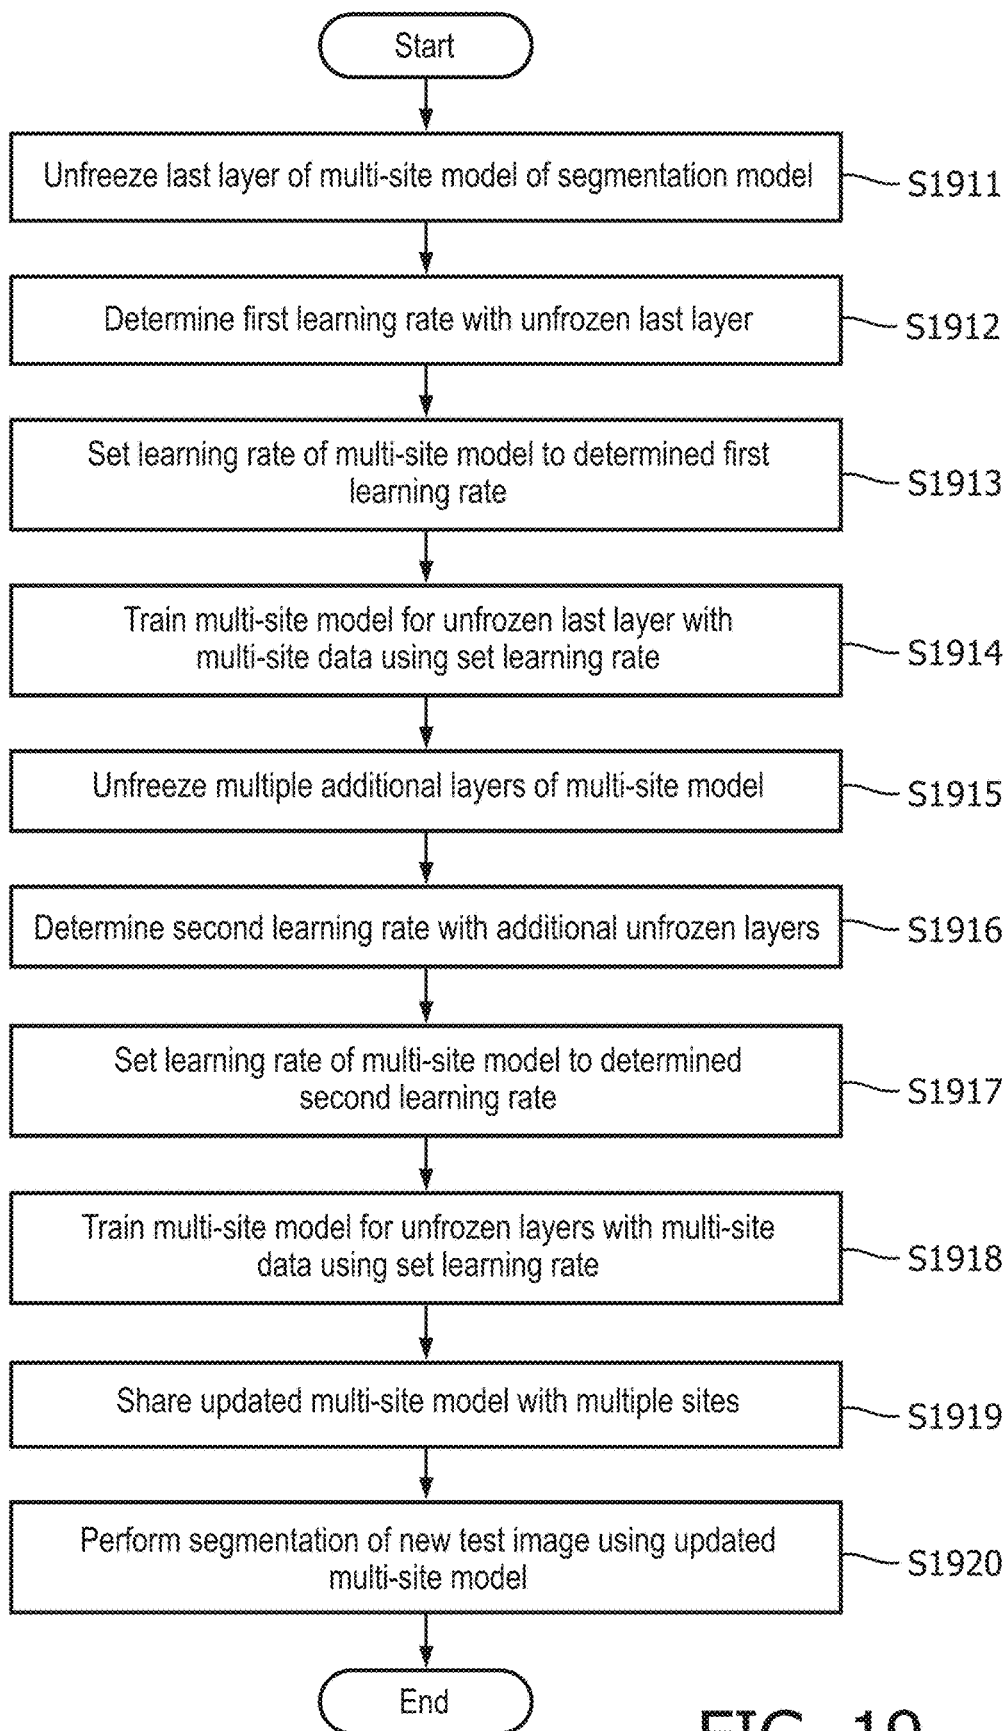 Start
Unfreeze last layer of multi-site model of segmentation model
S1911
Determine first learning rate with unfrozen last layer
S1912
Set learning rate of multi-site model to determined first
learning rate
S1913
Train multi-site model for unfrozen last layer with
multi-site data using set learning rate
S1914
Unfreeze multiple additional layers of multi-site model
S1915
Determine second learning rate with additional unfrozen layers
S1916
Set learning rate of multi-site model to determined
second learning rate
S1917
Train multi-site model for unfrozen layers with multi-site
data using set learning rate
S1918
Share updated multi-site model with multiple sites
S1919
Perform segmentation of new test image using updated
multi-site model
S1920
End
FIG. 19